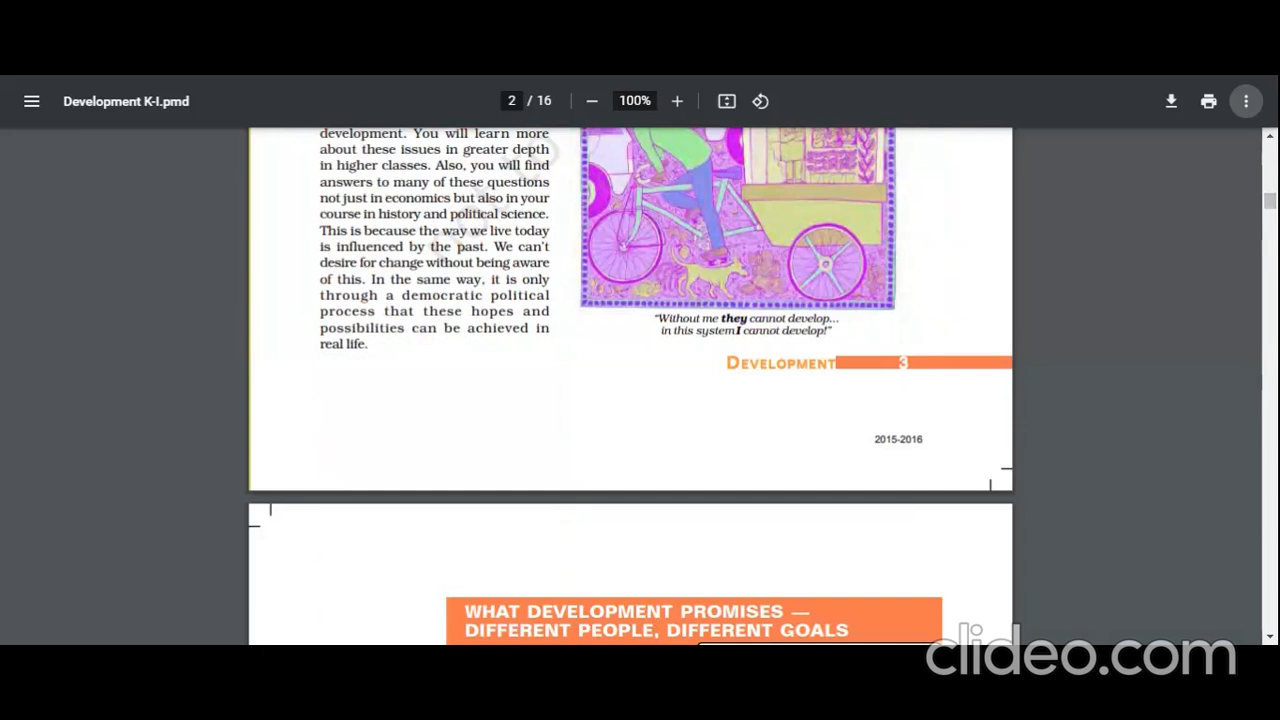 Development K-I.pmd
2 / 16
100%
development. You will learn more
about these issues in greater depth
in higher classes. Also, you will find
answers to many of these questions
not just in economics but also in your
course in history and political science.
This is because the way we live today
is influenced by the past. We can't
desire for change without being aware
of this. In the same way, it is only
through a democratic political
process that these hopes and
possibilities can be achieved in
real life.
"Without me they cannot develop...
in this system I cannot develop!"
DEVELOPMENT 3
2015-2016
WHAT DEVELOPMENT PROMISES —
DIFFERENT PEOPLE, DIFFERENT GOALS
clideo.com